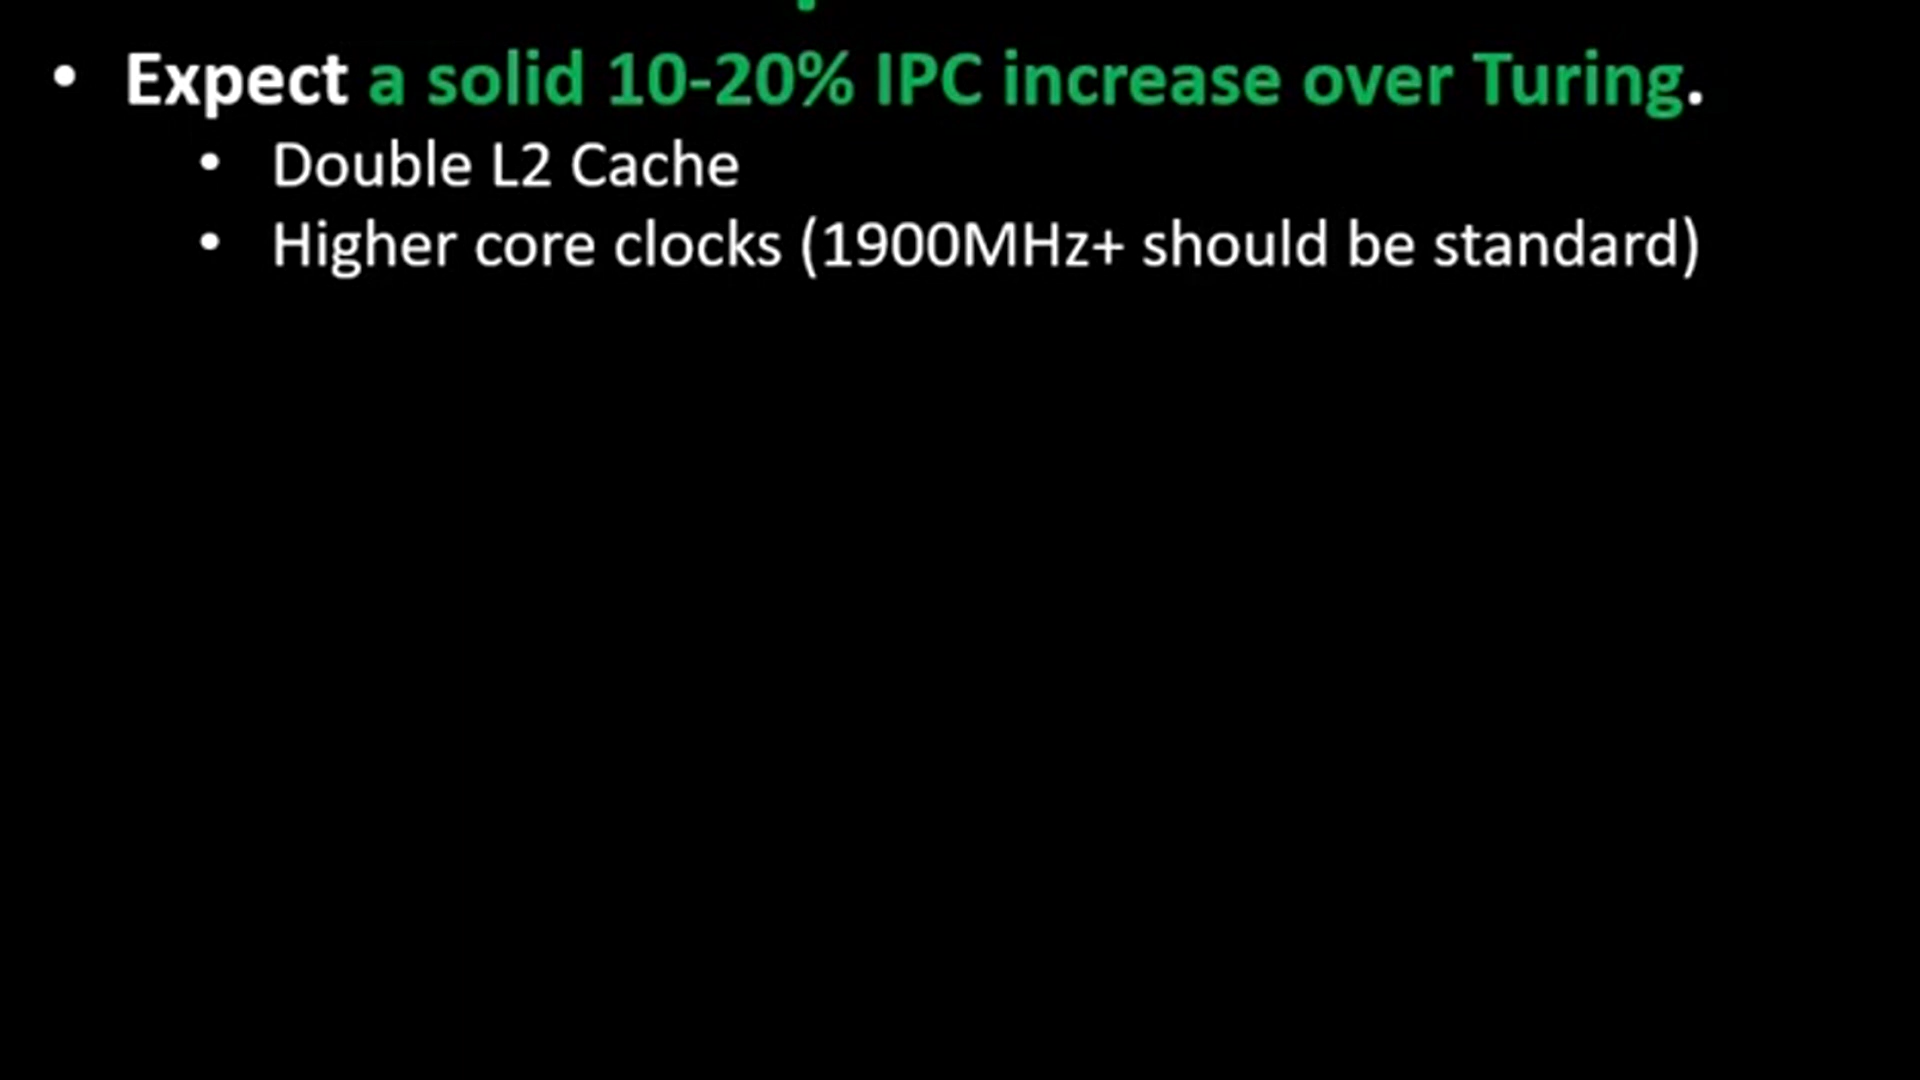 • Expect a solid 10-20% IPC increase over Turing.
• Double L2 Cache
• Higher core clocks (1900MHz+ should be standard)